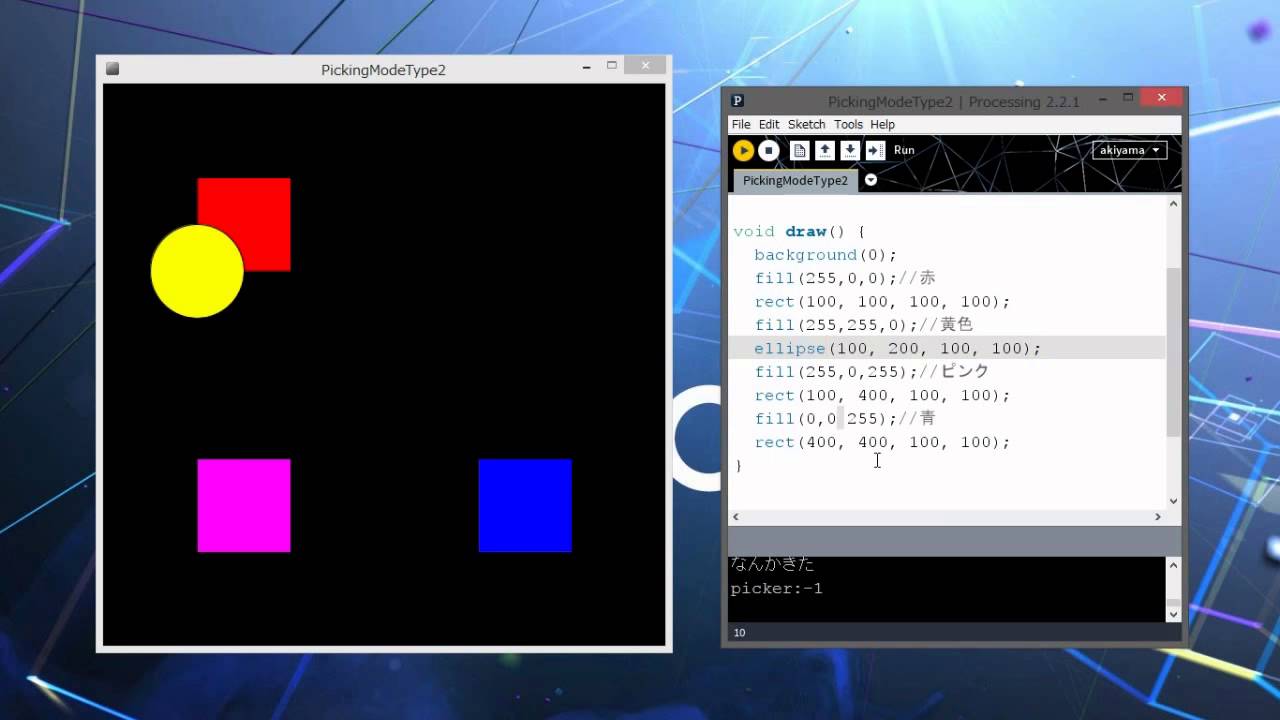 PickingModeType2
PickingModeType2 | Processing 2.2.1
File Edit Sketch Tools Help
Run
akiyama
PickingModeType2
void draw() {
background(0);
fill(255,0,0);//赤
rect(100, 100, 100, 100);
fill(255,255,0);//黄色
ellipse(100, 200, 100, 100);
fill(255,0,255);//ピンク
rect(100, 400, 100, 100);
fill(0,0 255);//青
rect(400, 400, 100, 100);
}
なんかきた
picker:-1
10